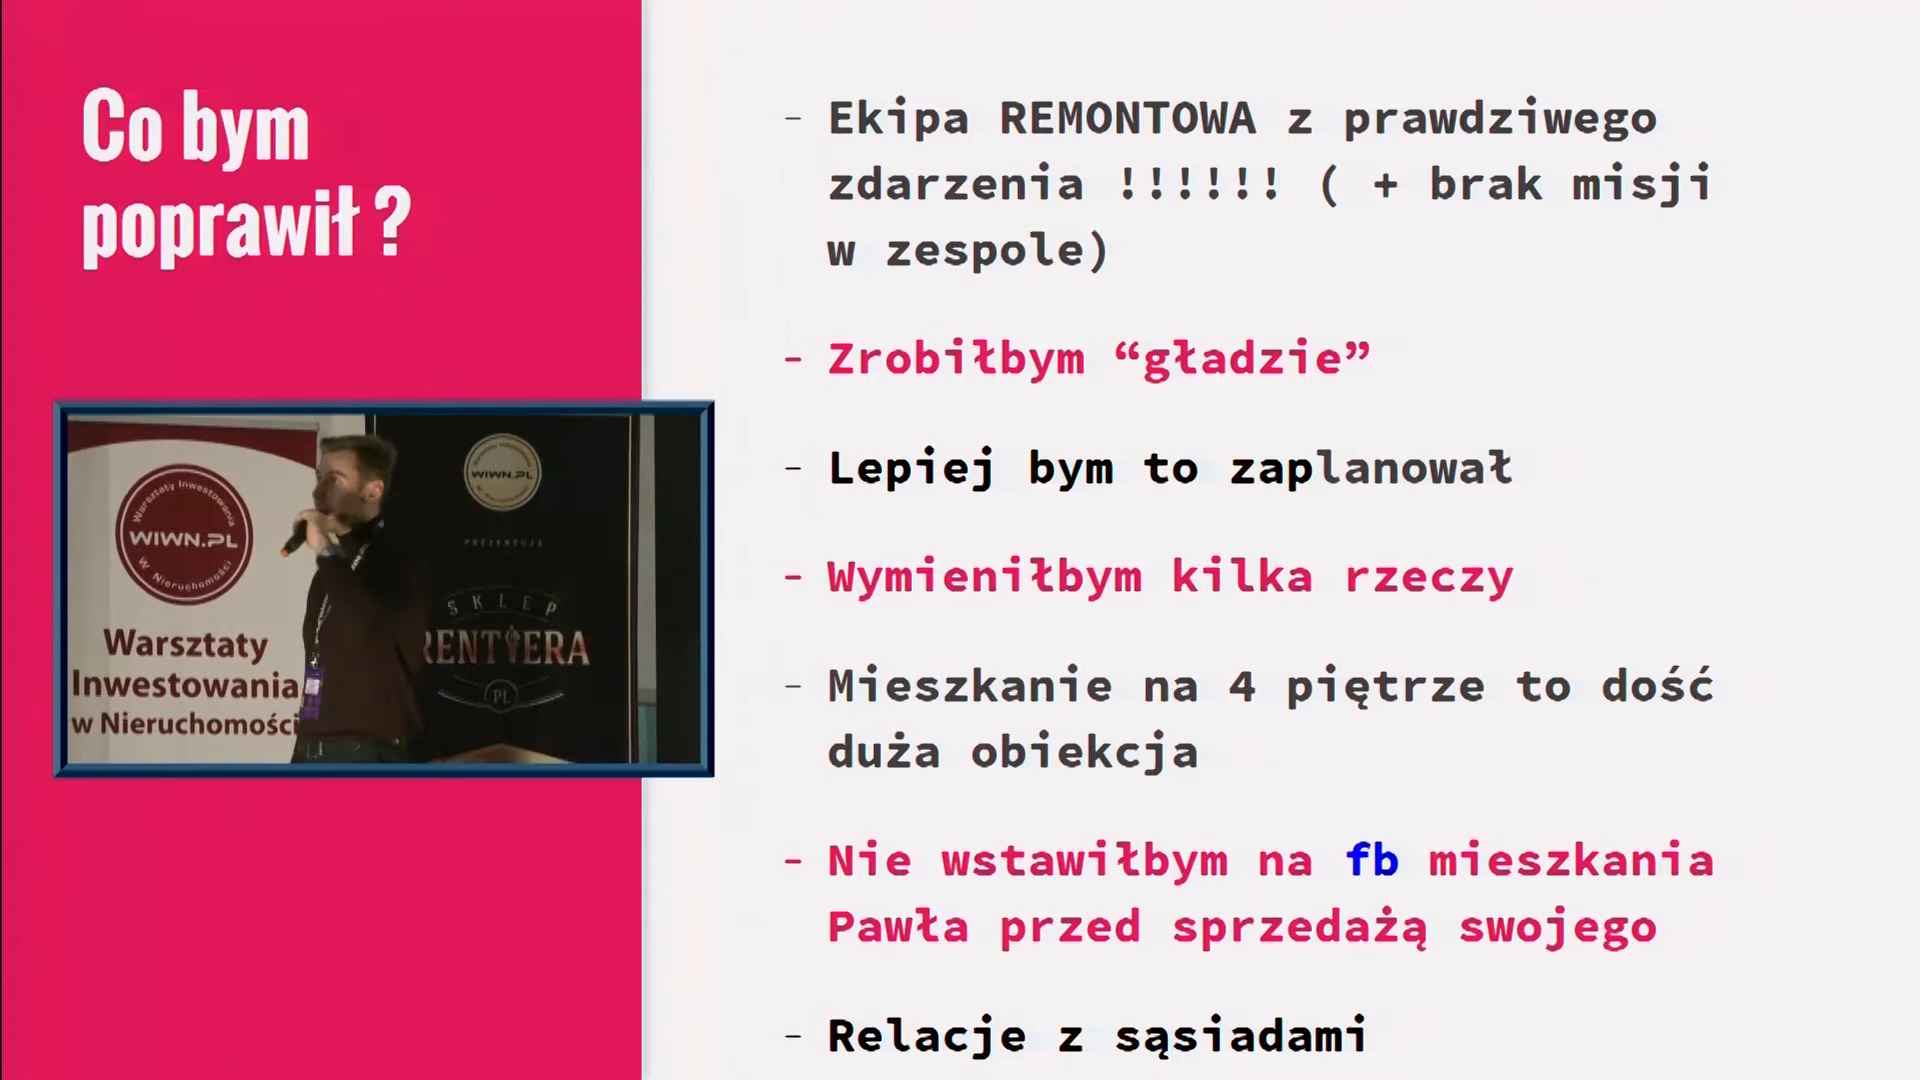 Co bym
poprawił ?
- Ekipa REMONTOWA z prawdziwego
zdarzenia !!!!!! ( + brak misji
w zespole)
- Zrobiłbym “gładzie”
- Lepiej bym to zaplanował
- Wymieniłbym kilka rzeczy
- Mieszkanie na 4 piętrze to dość
duża obiekcja
- Nie wstawiłbym na fb mieszkania
Pawła przed sprzedażą swojego
- Relacje z sąsiadami
Warsztaty Inwestowania
WIWN.PL
w Nieruchomości
Warsztaty
Inwestowania
w Nieruchomości
WIWN.PL
PREZENTUJĄ
SKLEP
RENTIERA
PL